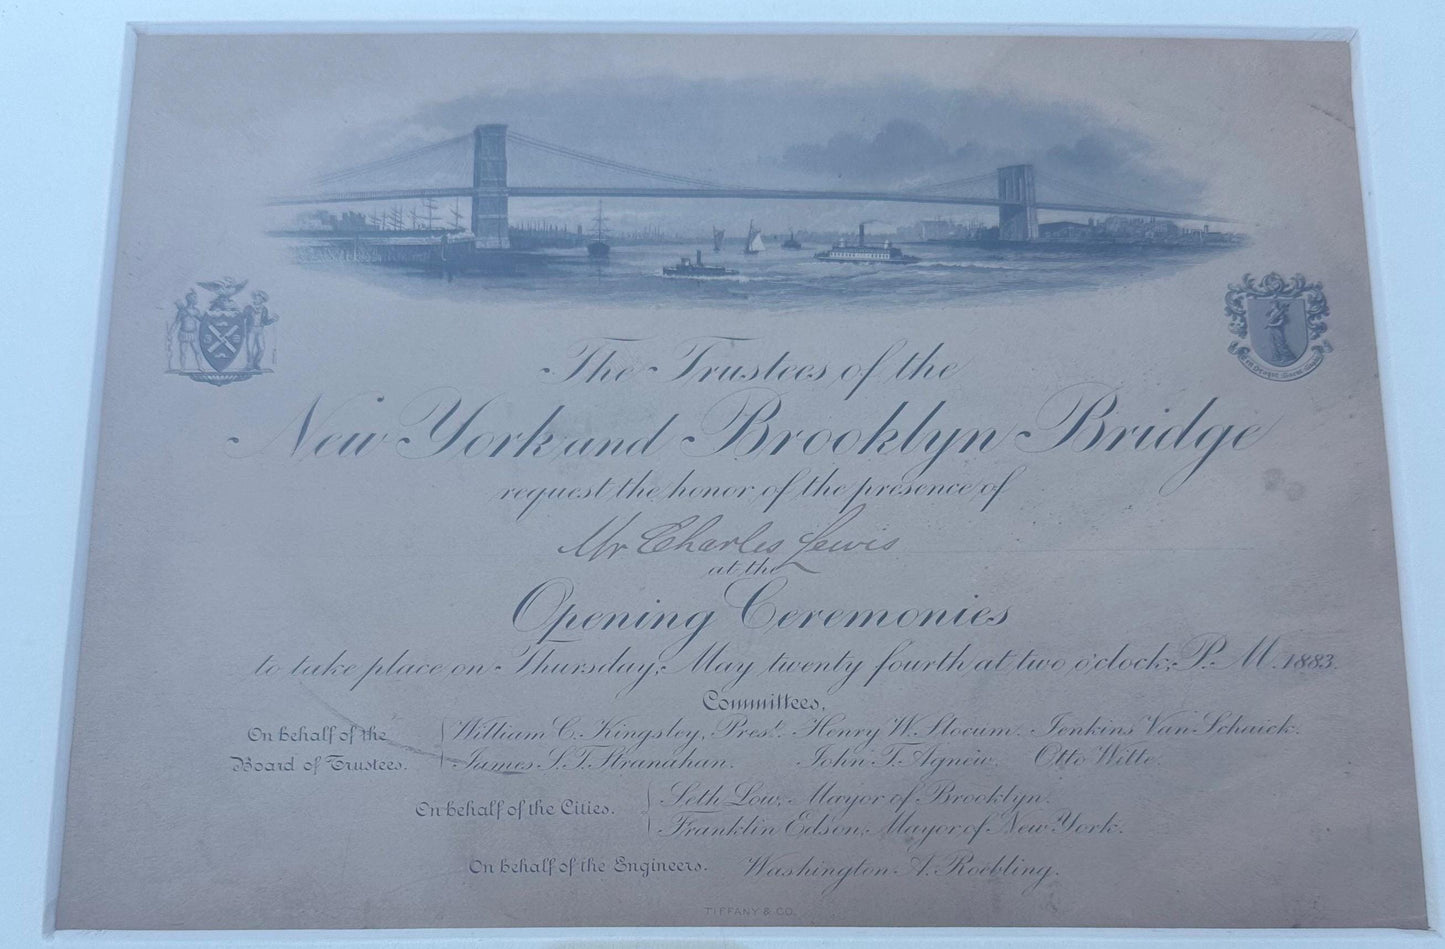 The Trustees of the
New York and Brooklyn Bridge
request the honor of the presence of
Mr Charles Lewis
at the
Opening Ceremonies
to take place on Thursday, May twenty fourth at two o'clock, P.M. 1883.
Committees,
On behalf of the Board of Trustees.
William C. Kingsley, Prest. Henry W. Slocum. Jenkins Van Schaick.
James S.T. Stranahan. John T. Agnew. Otto Witte.
On behalf of the Cities.
Seth Low, Mayor of Brooklyn.
Franklin Edson, Mayor of New York.
On behalf of the Engineers. Washington A. Roebling.
TIFFANY & CO.